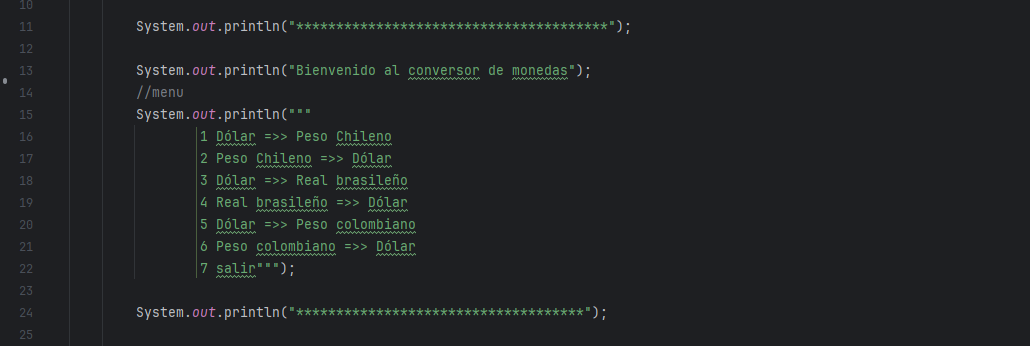 10
11 System.out.println("***************************************");
12
13 System.out.println("Bienvenido al conversor de monedas");
14 //menu
15 System.out.println("""
16 1 Dólar =>> Peso Chileno
17 2 Peso Chileno =>> Dólar
18 3 Dólar =>> Real brasileño
19 4 Real brasileño =>> Dólar
20 5 Dólar =>> Peso colombiano
21 6 Peso colombiano =>> Dólar
22 7 salir""");
23
24 System.out.println("************************************");
25